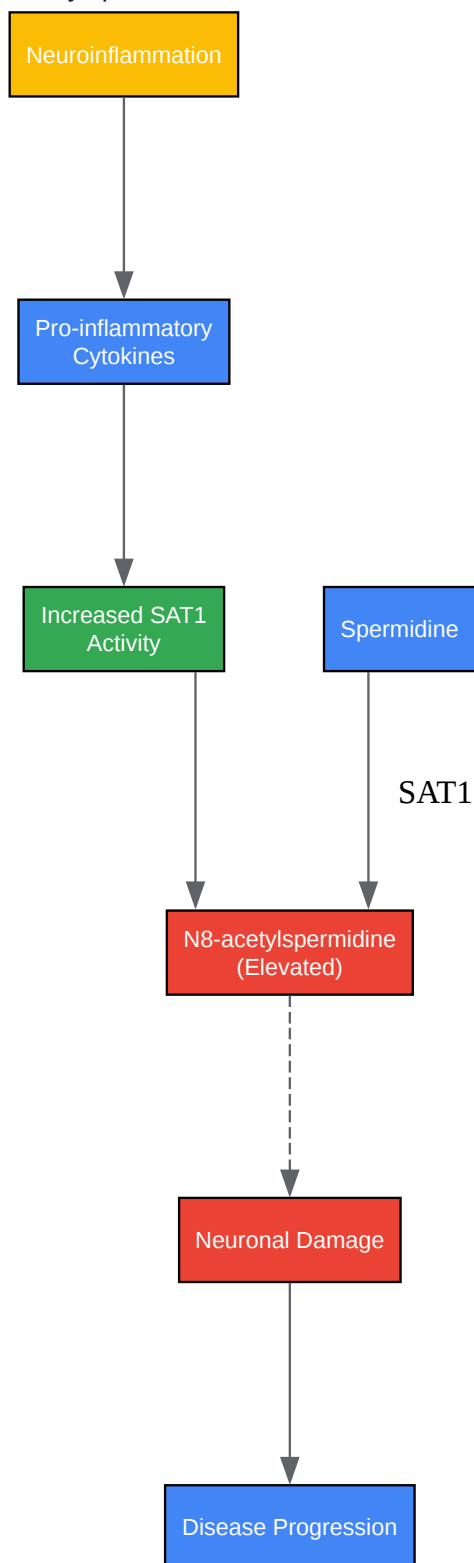 Neuroinflammation
Pro-inflammatory
Cytokines
Increased SAT1
Activity
Spermidine
SAT1
N8-acetylspermidine
(Elevated)
Neuronal Damage
Disease Progression